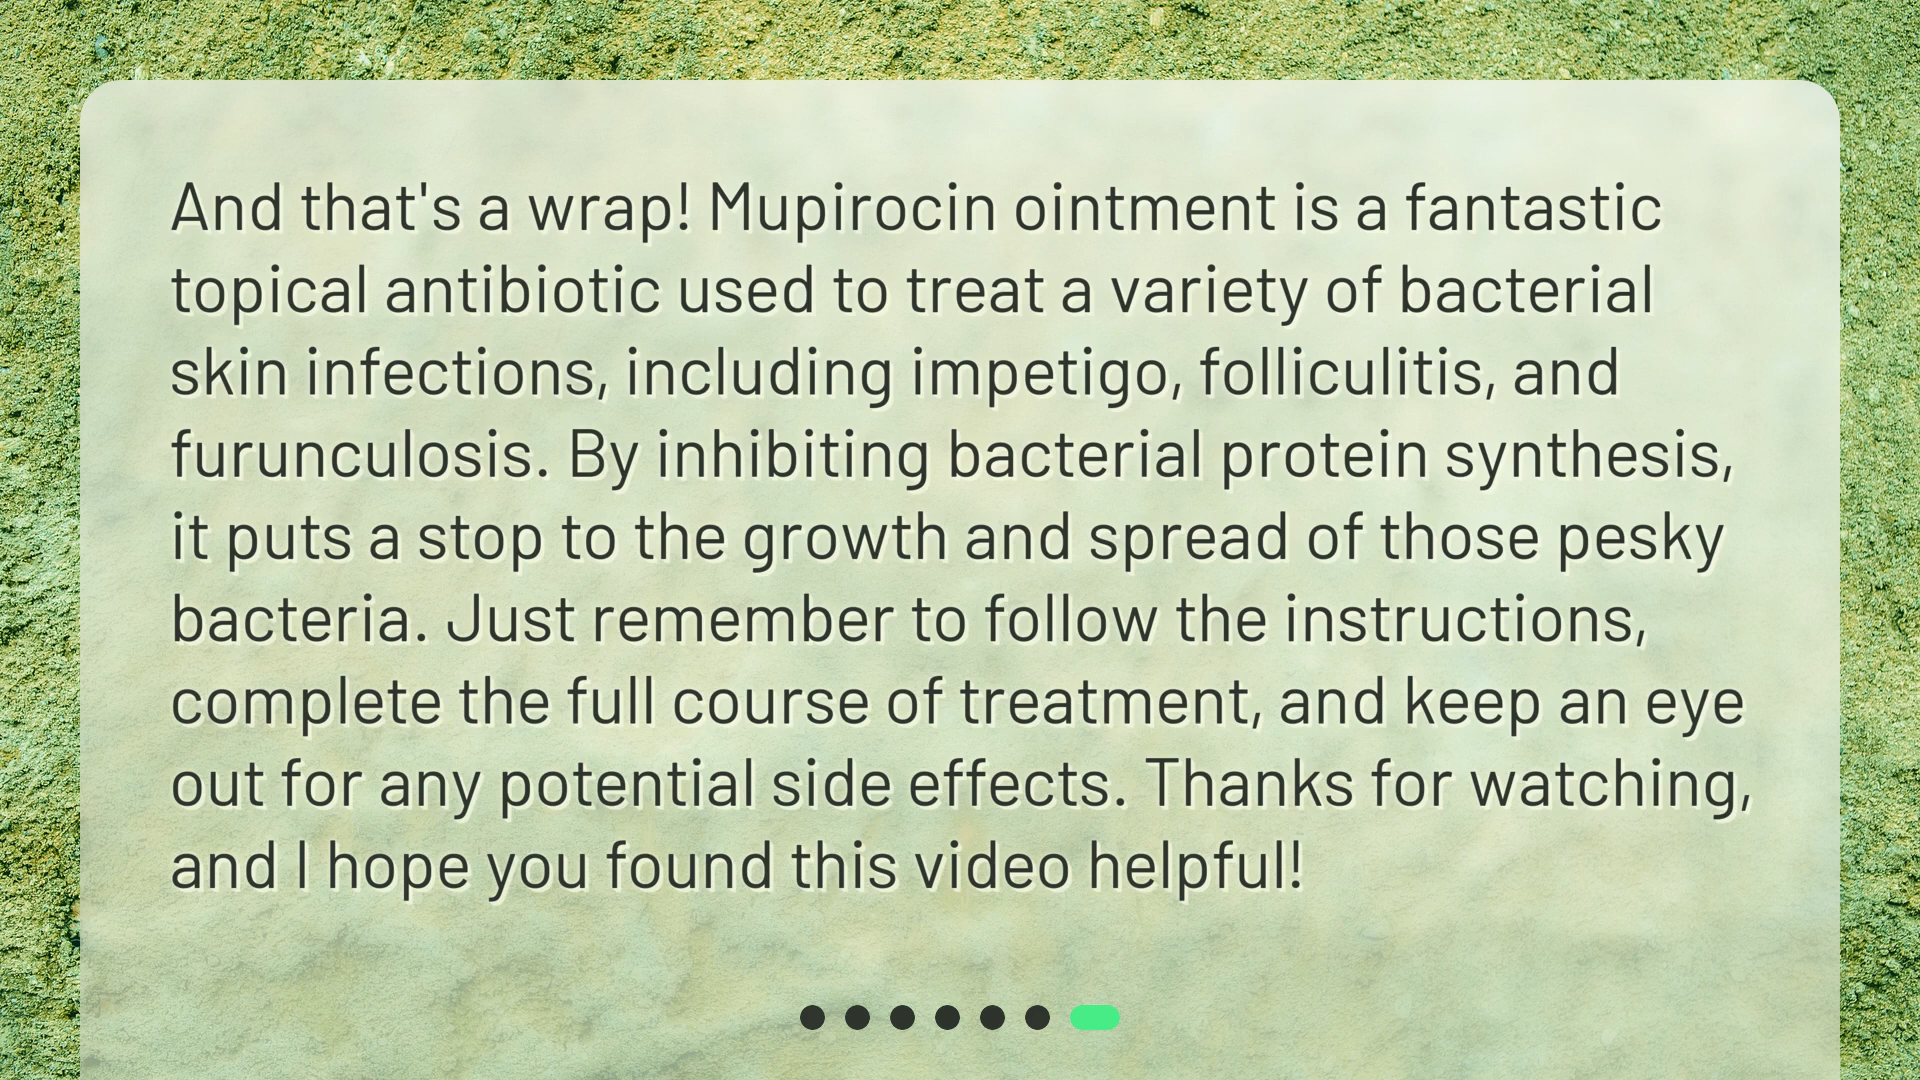 And that's a wrap! Mupirocin ointment is a fantastic
topical antibiotic used to treat a variety of bacterial
skin infections, including impetigo, folliculitis, and
furunculosis. By inhibiting bacterial protein synthesis,
it puts a stop to the growth and spread of those pesky
bacteria. Just remember to follow the instructions,
complete the full course of treatment, and keep an eye
out for any potential side effects. Thanks for watching,
and I hope you found this video helpful!